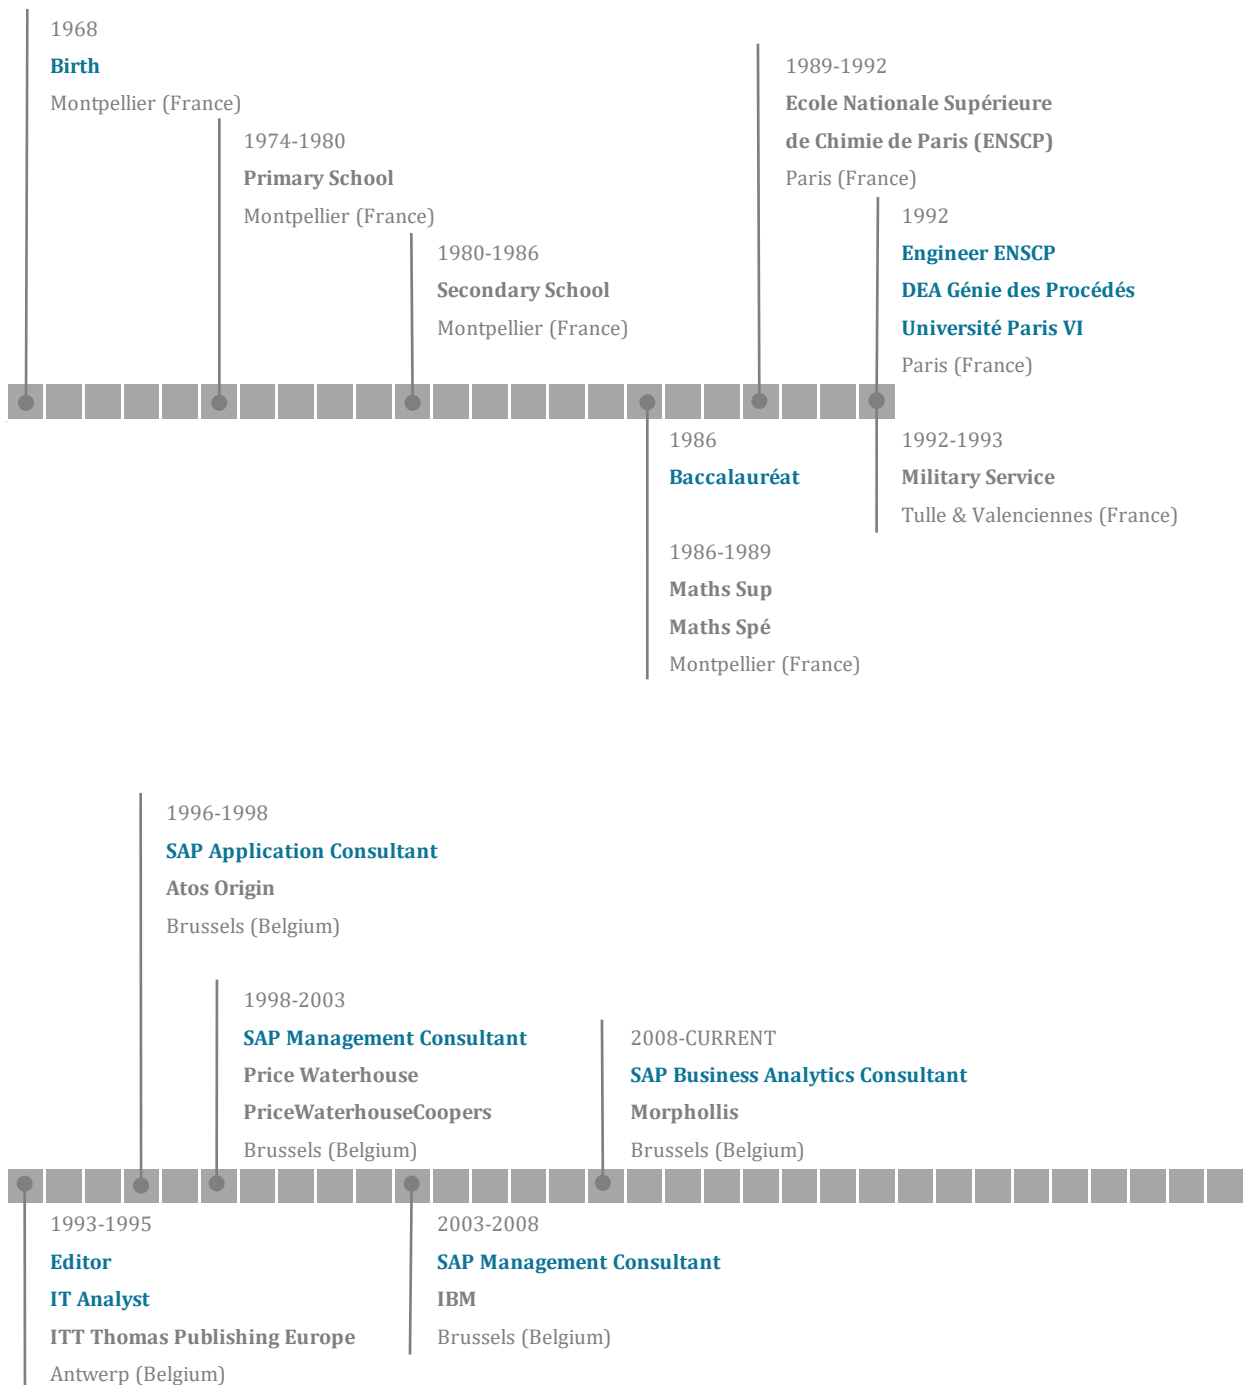 1968
Birth
Montpellier (France)
1974-1980
Primary School
Montpellier (France)
1980-1986
Secondary School
Montpellier (France)
1989-1992
Ecole Nationale Supérieure
de Chimie de Paris (ENSCP)
Paris (France)
1992
Engineer ENSCP
DEA Génie des Procédés
Université Paris VI
Paris (France)
1986
Baccalauréat
1986-1989
Maths Sup
Maths Spé
Montpellier (France)
1992-1993
Military Service
Tulle & Valenciennes (France)
1996-1998
SAP Application Consultant
Atos Origin
Brussels (Belgium)
1998-2003
SAP Management Consultant
Price Waterhouse
PriceWaterhouseCoopers
Brussels (Belgium)
2008-CURRENT
SAP Business Analytics Consultant
Morphollis
Brussels (Belgium)
1993-1995
Editor
IT Analyst
ITT Thomas Publishing Europe
Antwerp (Belgium)
2003-2008
SAP Management Consultant
IBM
Brussels (Belgium)